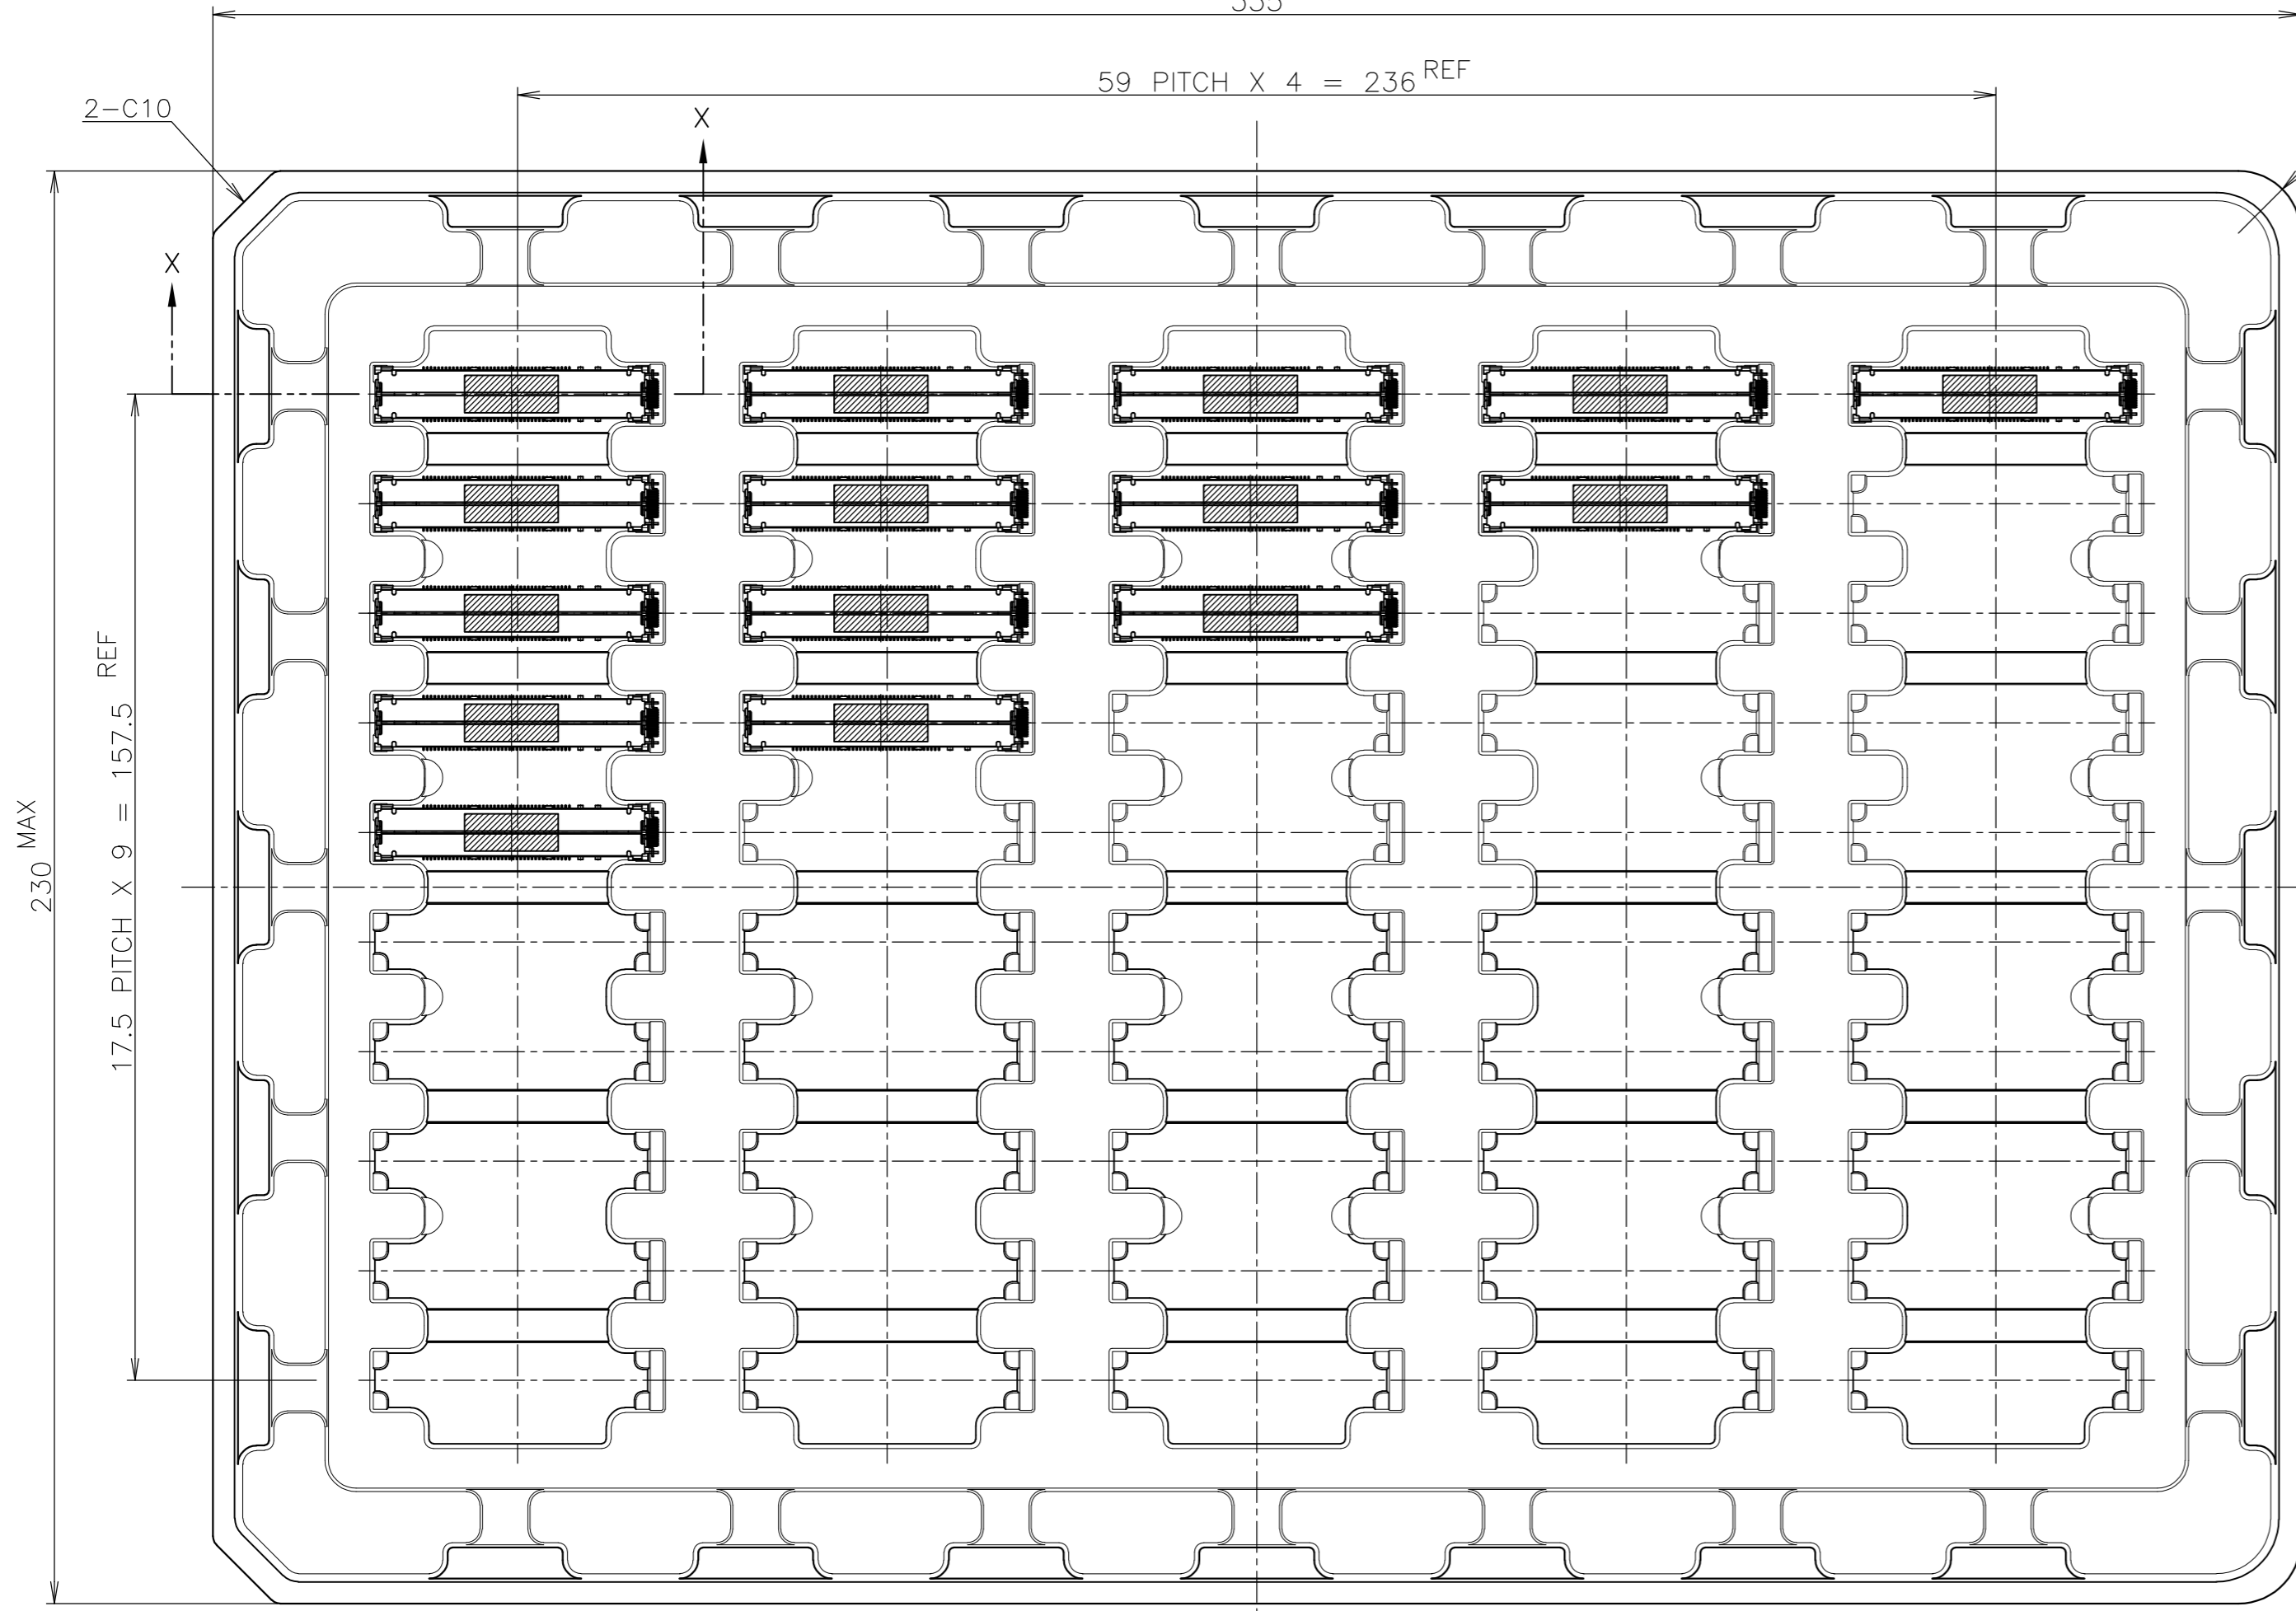 59 PITCH X 4 = 236 REF
2-C10
X
X
17.5 PITCH X 9 = 157.5 REF
230 MAX